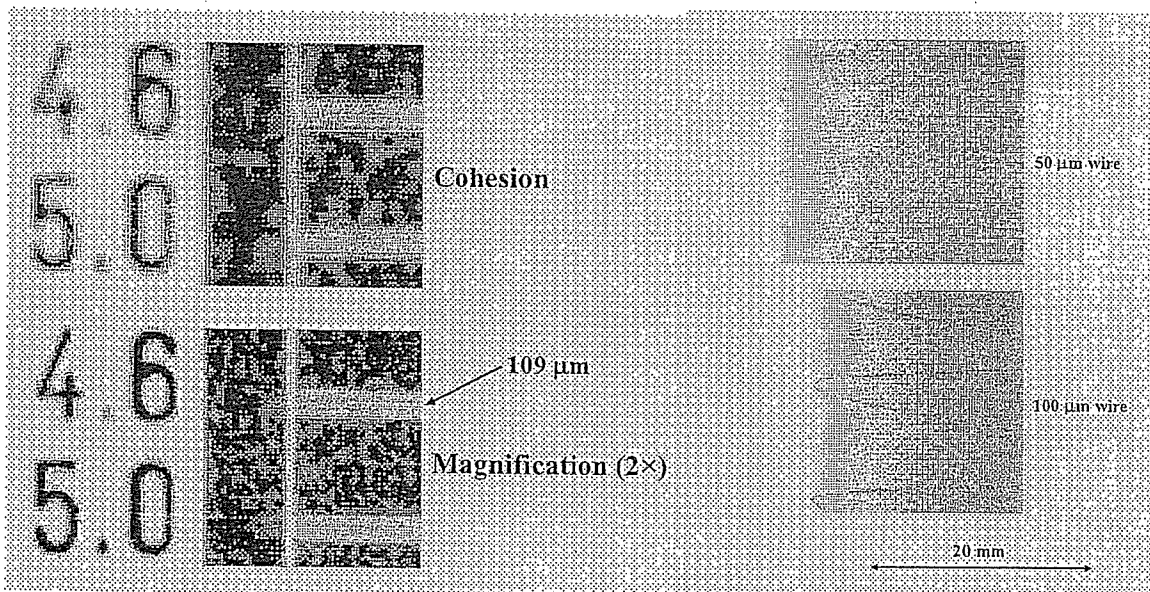 4.6
5.0
Cohesion
4.6
5.0
109 μm
Magnification (2×)
50 μm wire
100 μm wire
20 mm